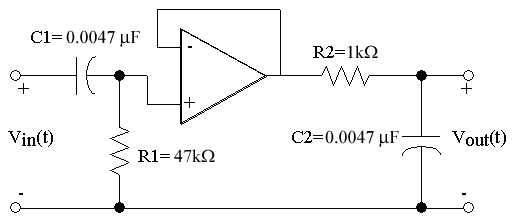 C1= 0.0047 μF
R2=1kΩ
-
+
+
+
Vin(t)
R1= 47kΩ
C2=0.0047 μF
Vout(t)
-
-